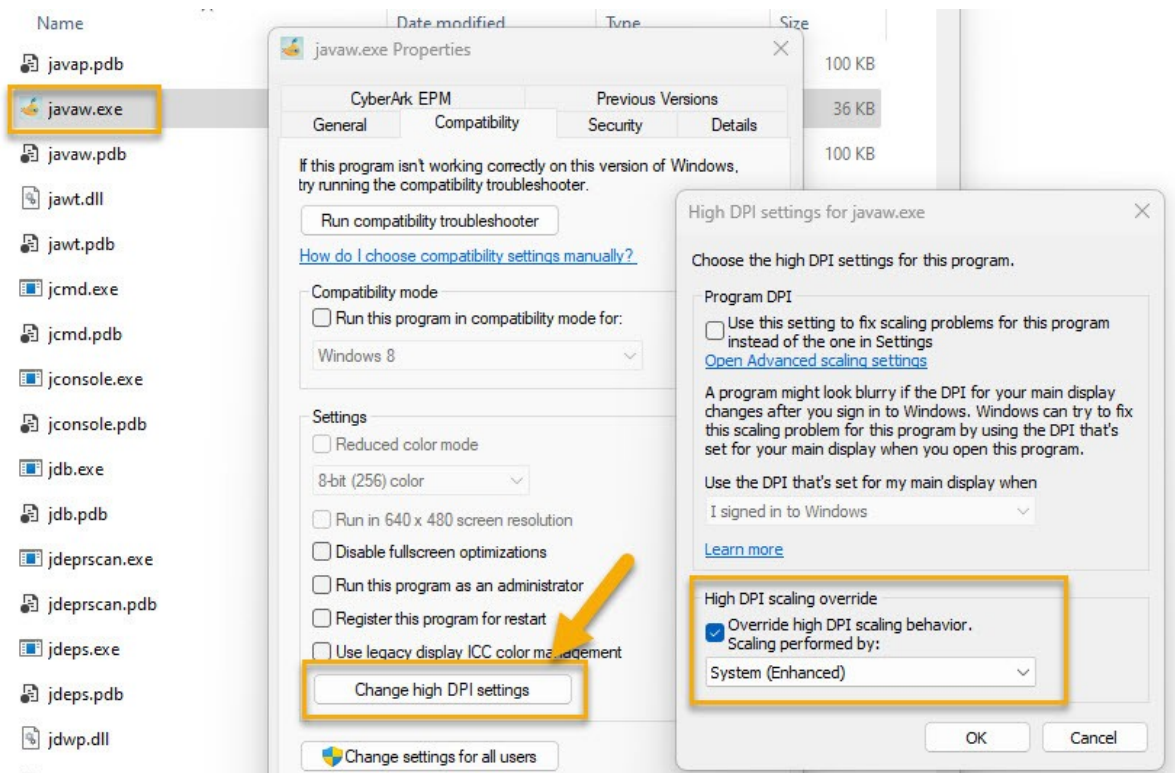 Name
Date modified
Type
Size
javap.pdb
100 KB
javaw.exe
36 KB
javaw.pdb
100 KB
jawt.dll
jawt.pdb
jcmd.exe
jcmd.pdb
jconsole.exe
jconsole.pdb
jdb.exe
jdb.pdb
jdeprscan.exe
jdeprscan.pdb
jdeps.exe
jdeps.pdb
jdwp.dll
javaw.exe Properties
CyberArk EPM
Previous Versions
General
Compatibility
Security
Details
If this program isn't working correctly on this version of Windows,
try running the compatibility troubleshooter.
Run compatibility troubleshooter
How do I choose compatibility settings manually?
Compatibility mode
Run this program in compatibility mode for:
Windows 8
Settings
Reduced color mode
8-bit (256) color
Run in 640 x 480 screen resolution
Disable fullscreen optimizations
Run this program as an administrator
Register this program for restart
Use legacy display ICC color management
Change high DPI settings
Change settings for all users
High DPI settings for javaw.exe
Choose the high DPI settings for this program.
Program DPI
Use this setting to fix scaling problems for this program
instead of the one in Settings
Open Advanced scaling settings
A program might look blurry if the DPI for your main display
changes after you sign in to Windows. Windows can try to fix
this scaling problem for this program by using the DPI that's
set for your main display when you open this program.
Use the DPI that's set for my main display when
I signed in to Windows
Learn more
High DPI scaling override
Override high DPI scaling behavior.
Scaling performed by:
System (Enhanced)
OK
Cancel